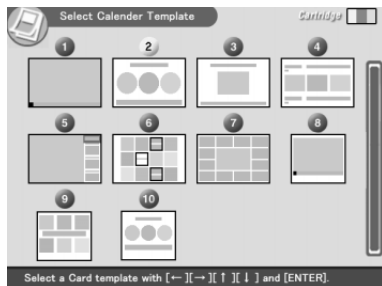 Select Calender Template
Cartridge
1 2 3 4
5 6 7 8
9 10
Select a Card template with [←][→][↑][↓] and [ENTER].